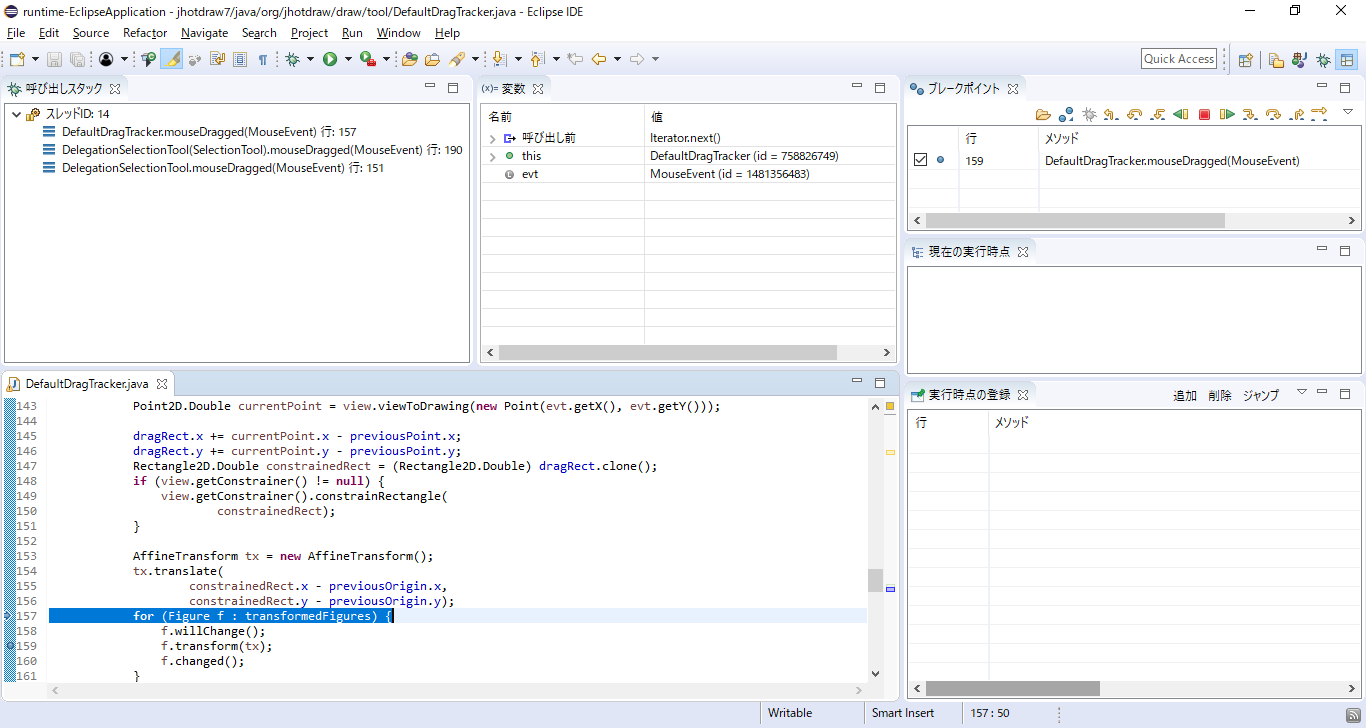 runtime-EclipseApplication - jhotdraw7/java/org/jhotdraw/draw/tool/DefaultDragTracker.java - Eclipse IDE
File Edit Source Refactor Navigate Search Project Run Window Help
Quick Access
呼び出しスタック
スレッドID: 14
DefaultDragTracker.mouseDragged(MouseEvent) 行: 157
DelegationSelectionTool(SelectionTool).mouseDragged(MouseEvent) 行: 190
DelegationSelectionTool.mouseDragged(MouseEvent) 行: 151
(x)= 変数
名前 値
呼び出し前 Iterator.next()
this DefaultDragTracker (id = 758826749)
evt MouseEvent (id = 1481356483)
ブレークポイント
行 メソッド
159 DefaultDragTracker.mouseDragged(MouseEvent)
現在の実行時点
実行時点の登録 追加 削除 ジャンプ
行 メソッド
DefaultDragTracker.java
143 Point2D.Double currentPoint = view.viewToDrawing(new Point(evt.getX(), evt.getY()));
144
145 dragRect.x += currentPoint.x - previousPoint.x;
146 dragRect.y += currentPoint.y - previousPoint.y;
147 Rectangle2D.Double constrainedRect = (Rectangle2D.Double) dragRect.clone();
148 if (view.getConstrainer() != null) {
149 view.getConstrainer().constrainRectangle(
150 constrainedRect);
151 }
152
153 AffineTransform tx = new AffineTransform();
154 tx.translate(
155 constrainedRect.x - previousOrigin.x,
156 constrainedRect.y - previousOrigin.y);
157 for (Figure f : transformedFigures) {
158 f.willChange();
159 f.transform(tx);
160 f.changed();
161 }
Writable Smart Insert 157 : 50